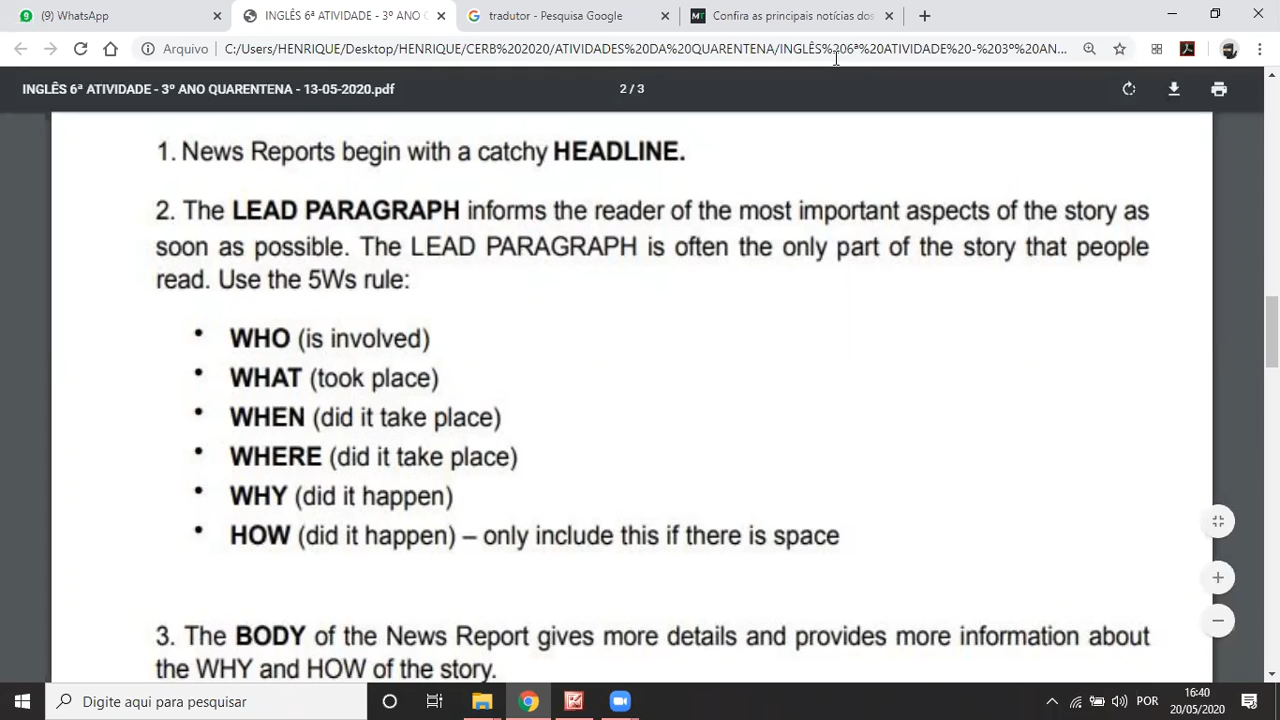 (9) WhatsApp
INGLÊS 6ª ATIVIDADE - 3º ANO C
tradutor - Pesquisa Google
Confira as principais notícias dos
Arquivo
C:/Users/HENRIQUE/Desktop/HENRIQUE/CERB%202020/ATIVIDADES%20DA%20QUARENTENA/INGLÊS%206ª%20ATIVIDADE%20-%203º%20AN...
INGLÊS 6ª ATIVIDADE - 3º ANO QUARENTENA - 13-05-2020.pdf
2 / 3
1. News Reports begin with a catchy HEADLINE.
2. The LEAD PARAGRAPH informs the reader of the most important aspects of the story as
soon as possible. The LEAD PARAGRAPH is often the only part of the story that people
read. Use the 5Ws rule:
• WHO (is involved)
• WHAT (took place)
• WHEN (did it take place)
• WHERE (did it take place)
• WHY (did it happen)
• HOW (did it happen) – only include this if there is space
3. The BODY of the News Report gives more details and provides more information about
the WHY and HOW of the story.
Digite aqui para pesquisar
POR
16:40
20/05/2020